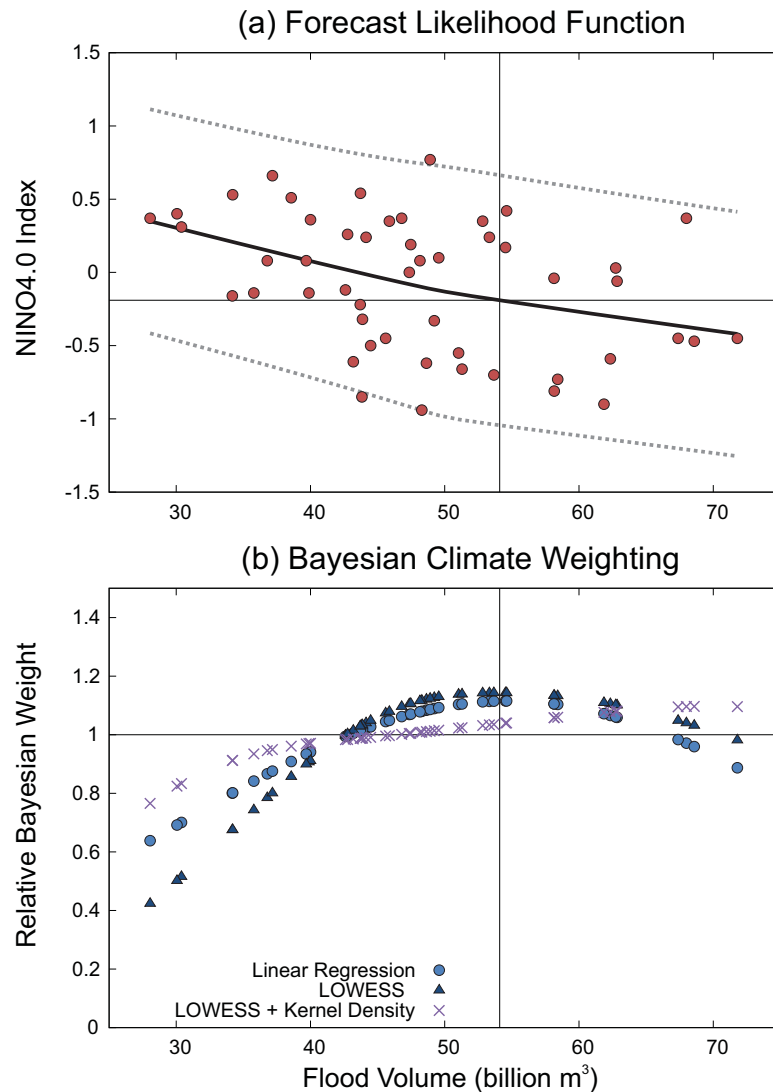 (a) Forecast Likelihood Function
1.5
1
0.5
0
-0.5
-1
-1.5
NINO4.0 Index
30 40 50 60 70
(b) Bayesian Climate Weighting
1.4
1.2
1
0.8
0.6
0.4
0.2
0
Relative Bayesian Weight
Linear Regression
LOWESS
LOWESS + Kernel Density
30 40 50 60 70
Flood Volume (billion m³)